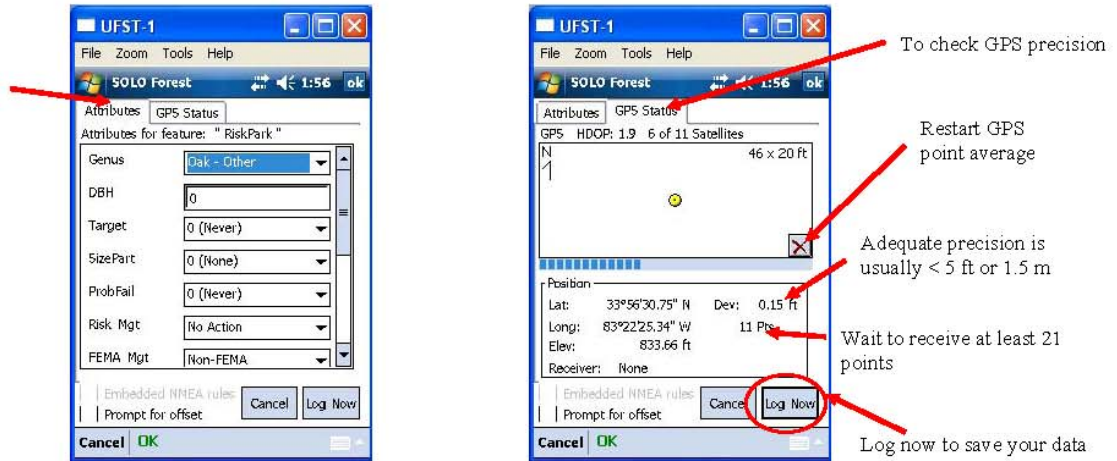 UFST-1
File Zoom Tools Help
SOLO Forest 1:56 ok
Attributes GPS Status
Attributes for feature: "RiskPark"
Genus Oak - Other
DBH 0
Target 0 (Never)
SizePart 0 (None)
ProbFail 0 (Never)
Risk Mgt No Action
FEMA Mgt Non-FEMA
Embedded NMEA rules
Prompt for offset
Cancel Log Now
Cancel OK
UFST-1
File Zoom Tools Help
SOLO Forest 1:56 ok
Attributes GPS Status
GPS HDOP: 1.9 6 of 11 Satellites
N 46 x 20 ft
Position
Lat: 33°56'30.75" N Dev: 0.15 ft
Long: 83°22'25.34" W 11 Pts
Elev: 833.66 ft
Receiver: None
Embedded NMEA rules
Prompt for offset
Cancel Log Now
Cancel OK
To check GPS precision
Restart GPS
point average
Adequate precision is
usually < 5 ft or 1.5 m
Wait to receive at least 21
points
Log now to save your data